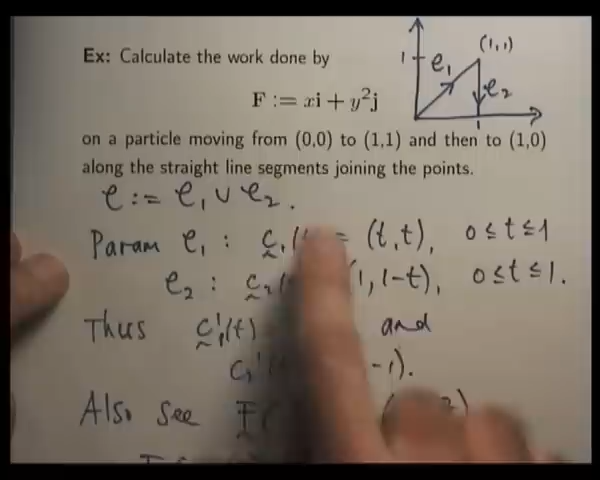 Ex: Calculate the work done by
F := xi + y²j
on a particle moving from (0,0) to (1,1) and then to (1,0)
along the straight line segments joining the points.
1
(1,1)
e₁
e₂
1
e := e₁ ∪ e₂.
Param e₁ : c₁(t) = (t,t), 0≤t≤1
e₂ : c₂( (1, 1-t), 0≤t≤1.
Thus c₁'(t) and
-1).
Also see F(